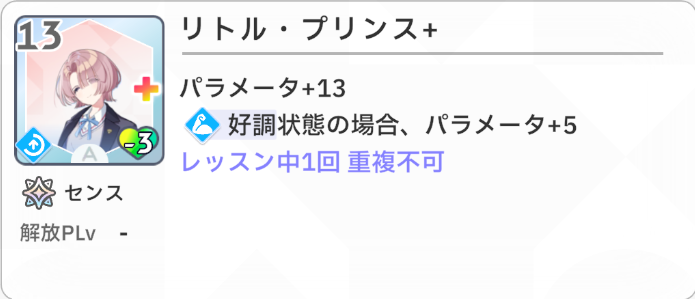 13
リトル・プリンス+
パラメータ+13
好調状態の場合、パラメータ+5
レッスン中1回 重複不可
A
-3
センス
解放PLv -